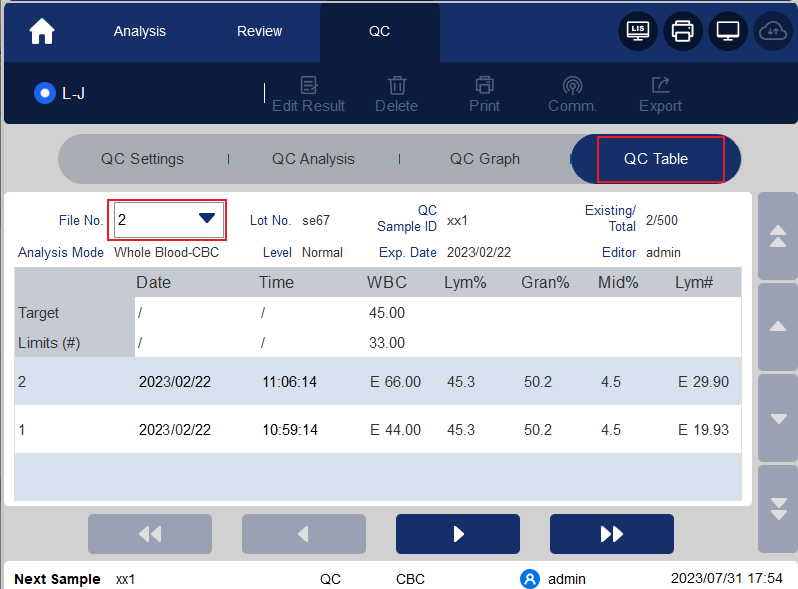 Analysis Review QC LIS
L-J Edit Result Delete Print Comm. Export
QC Settings QC Analysis QC Graph QC Table
File No. 2 Lot No. se67 QC Sample ID xx1 Existing/ Total 2/500
Analysis Mode Whole Blood-CBC Level Normal Exp. Date 2023/02/22 Editor admin
Date Time WBC Lym% Gran% Mid% Lym#
Target / / 45.00
Limits (#) / / 33.00
2 2023/02/22 11:06:14 E 66.00 45.3 50.2 4.5 E 29.90
1 2023/02/22 10:59:14 E 44.00 45.3 50.2 4.5 E 19.93
Next Sample xx1 QC CBC admin 2023/07/31 17:54